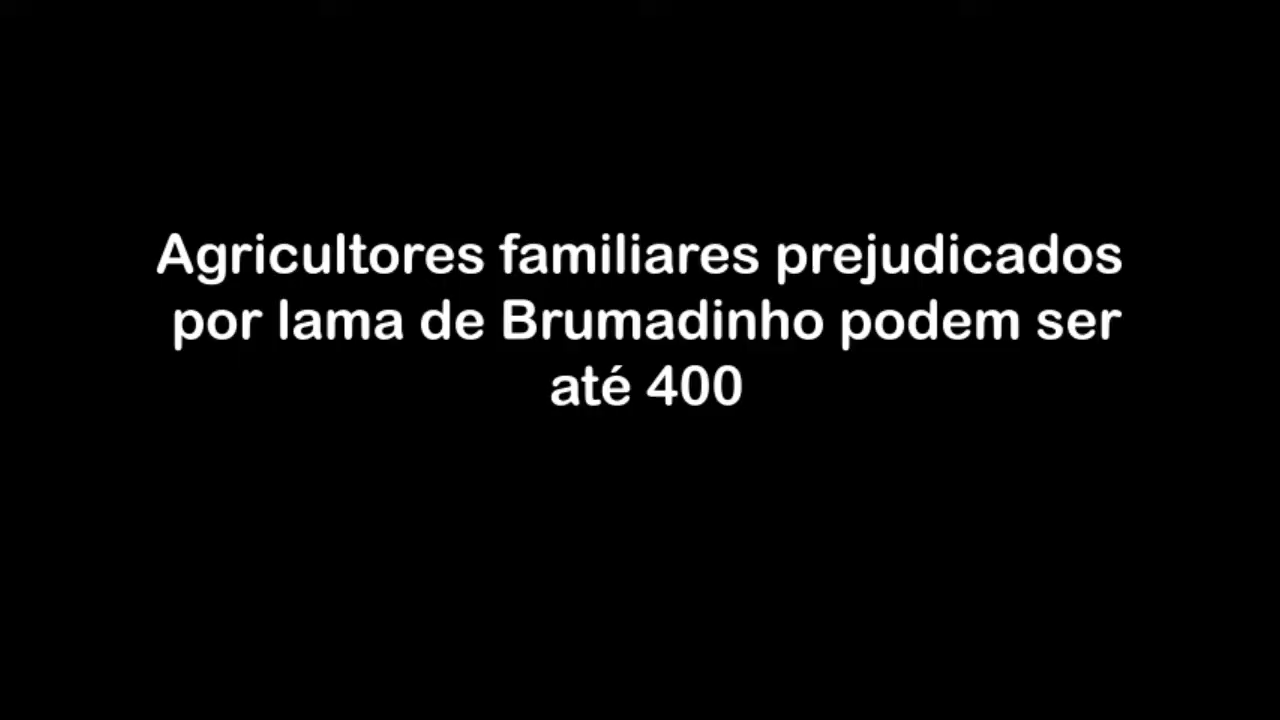 Agricultores familiares prejudicados
por lama de Brumadinho podem ser
até 400